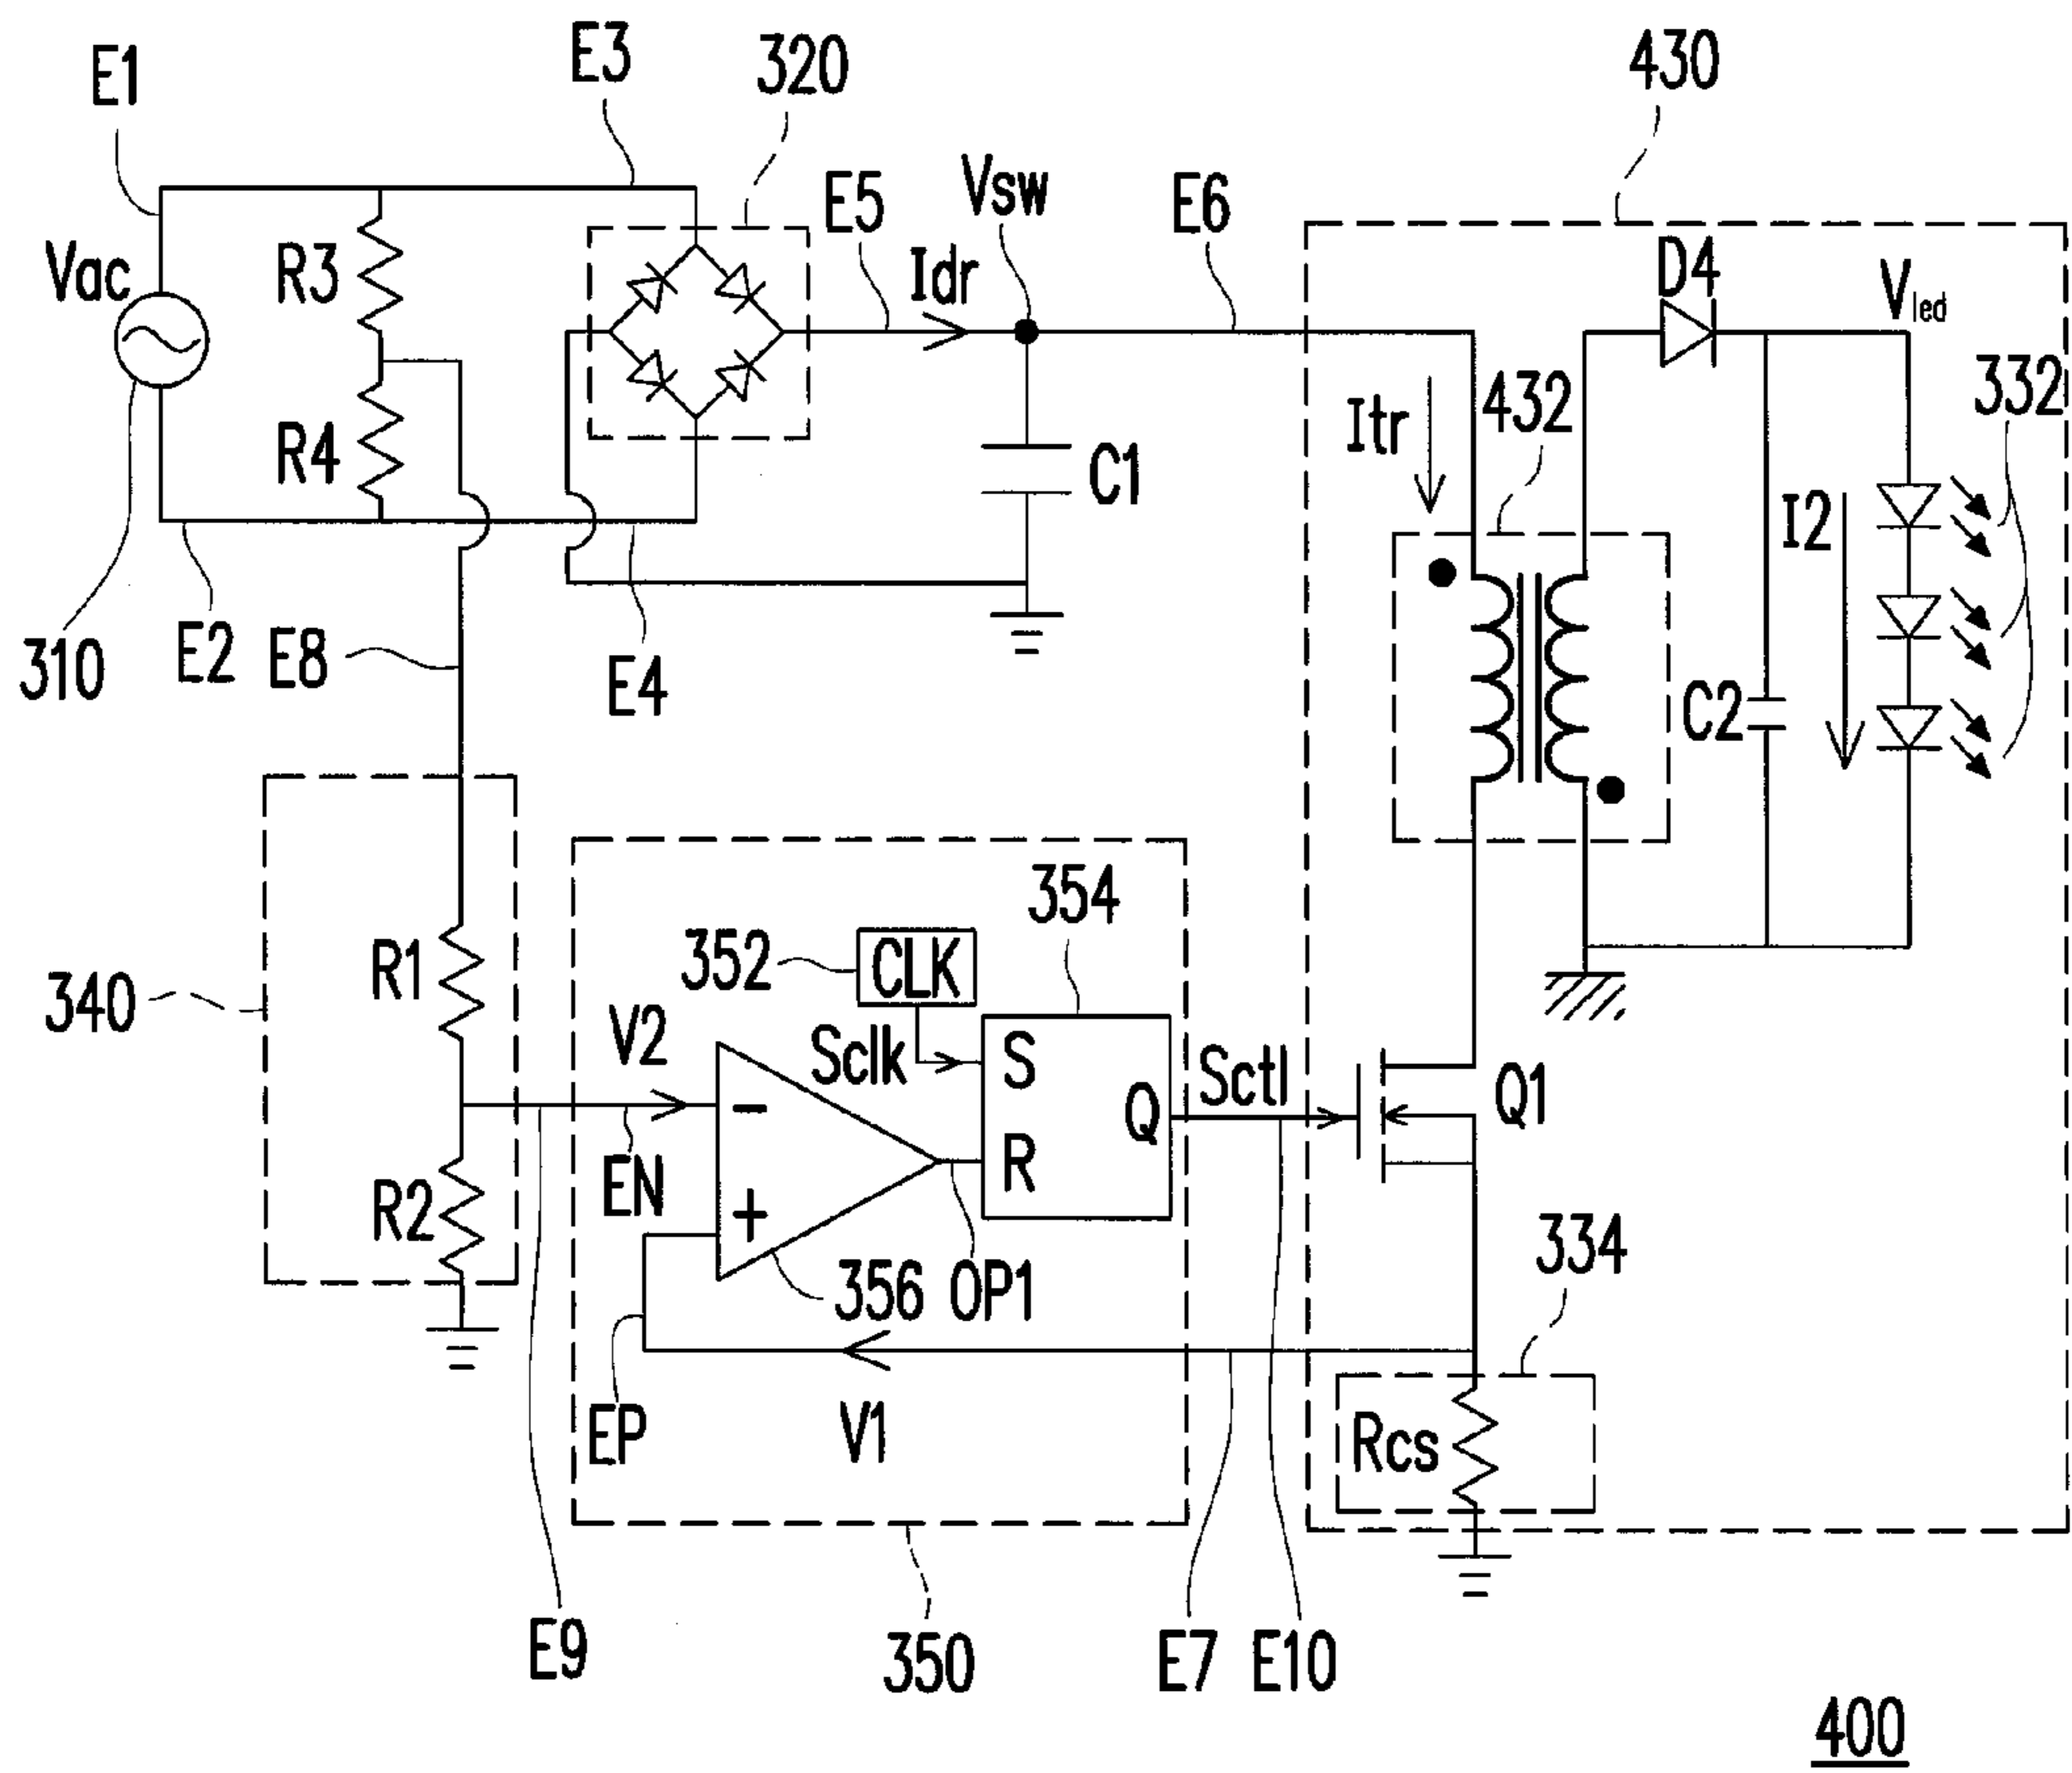 E1
E3
320
430
Vac
R3
E5
Idr
Vsw
E6
D4
Vled
R4
C1
Itr
432
332
I2
310
E2
E8
E4
C2
340
R1
352
CLK
354
V2
Sclk
S
Q
R
Sctl
Q1
-
EN
+
R2
356
OP1
334
EP
V1
Rcs
E9
350
E7
E10
400